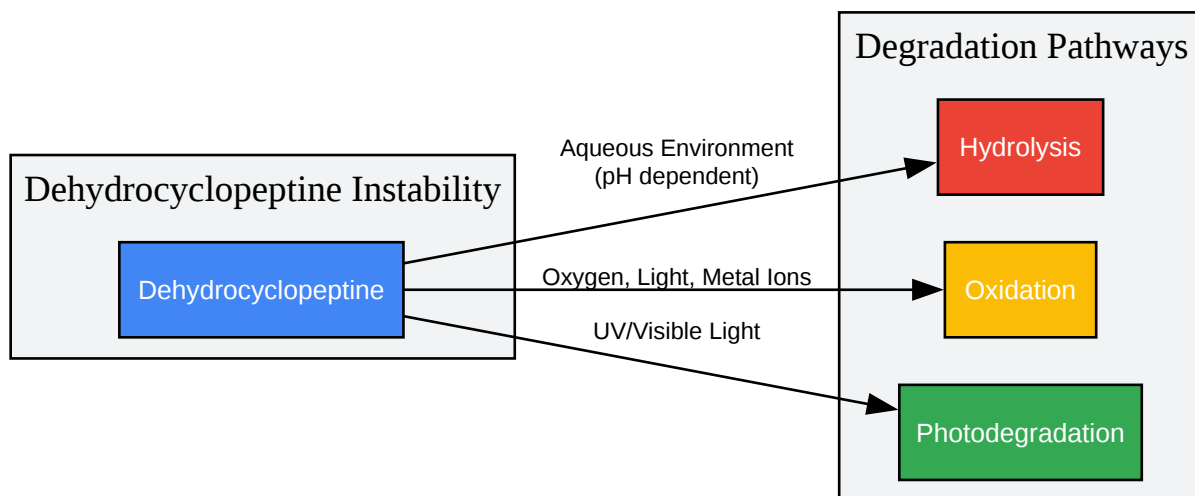 Degradation Pathways
Dehydrocyclopeptine Instability
Dehydrocyclopeptine
Aqueous Environment
(pH dependent)
Oxygen, Light, Metal Ions
UV/Visible Light
Hydrolysis
Oxidation
Photodegradation